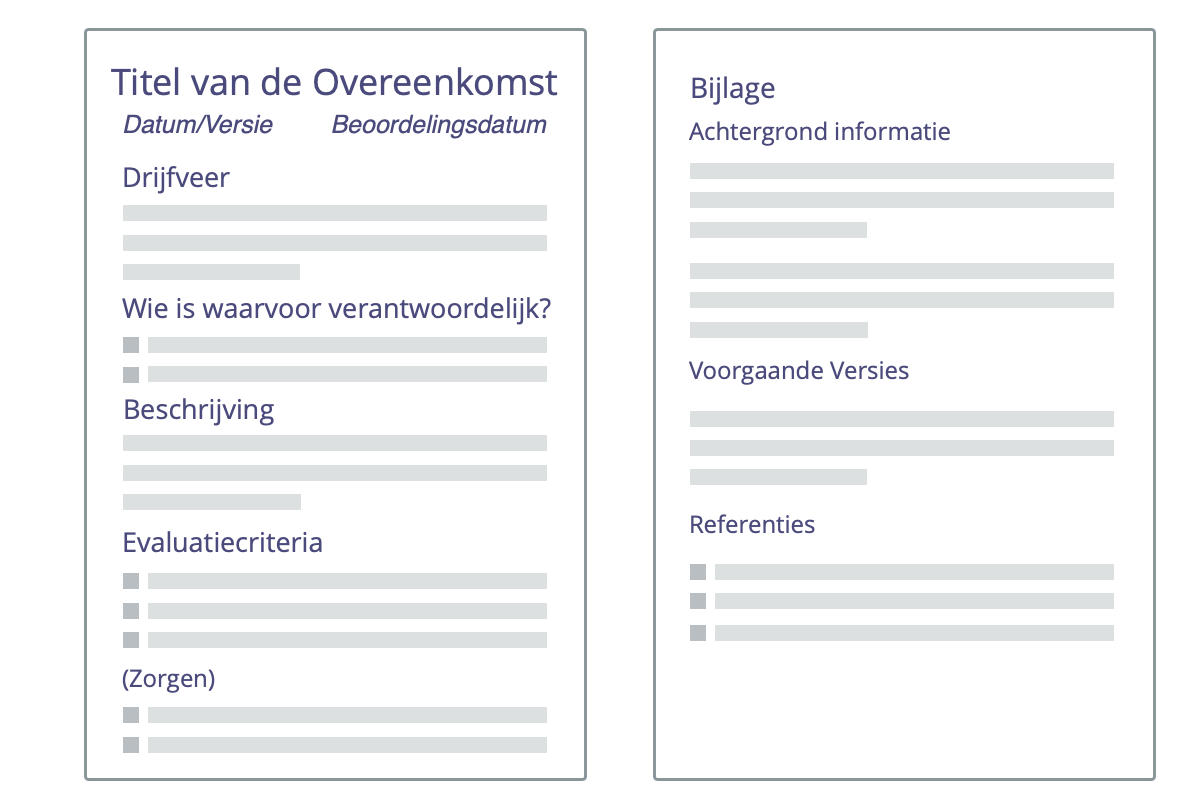 Titel van de Overeenkomst
Datum/Versie Beoordelingsdatum
Drijfveer
Wie is waarvoor verantwoordelijk?
Beschrijving
Evaluatiecriteria
(Zorgen)
Bijlage
Achtergrond informatie
Voorgaande Versies
Referenties